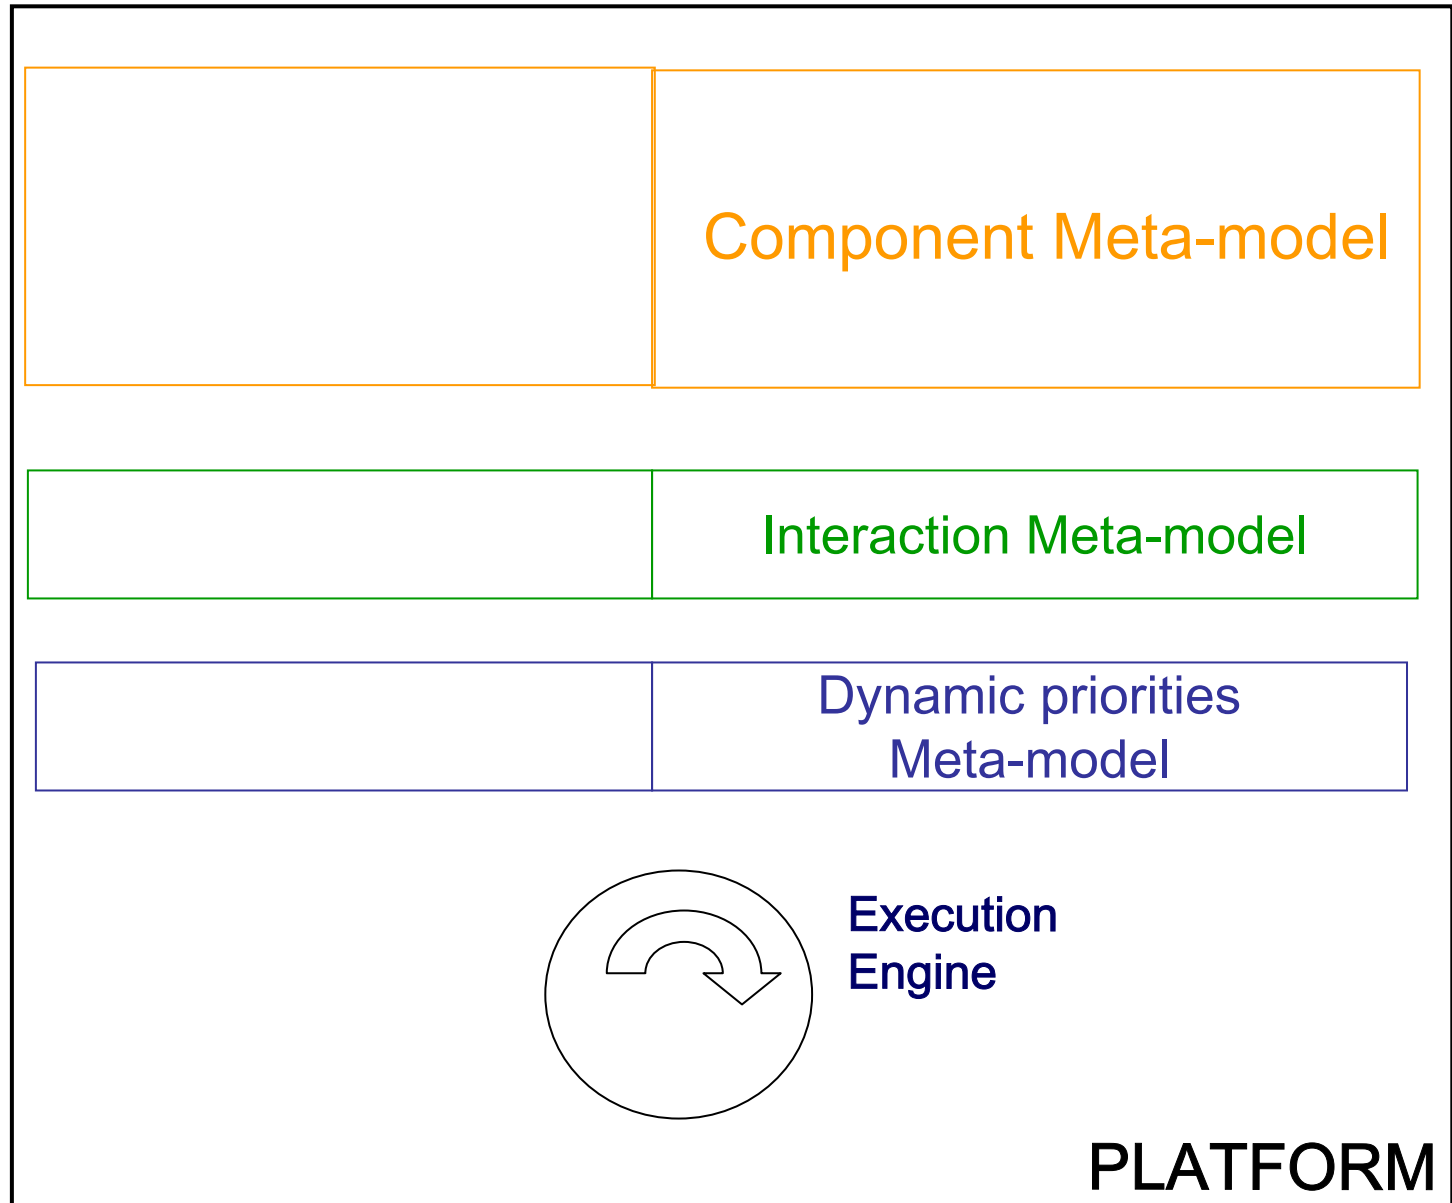 Component Meta-model
Interaction Meta-model
Dynamic priorities
Meta-model
Execution
Engine
PLATFORM